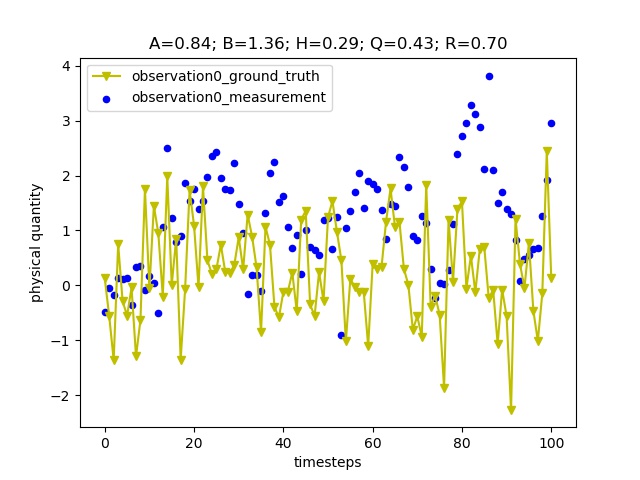 A=0.84; B=1.36; H=0.29; Q=0.43; R=0.70
observation0_ground_truth
observation0_measurement
physical quantity
4
3
2
1
0
−1
−2
0 20 40 60 80 100
timesteps